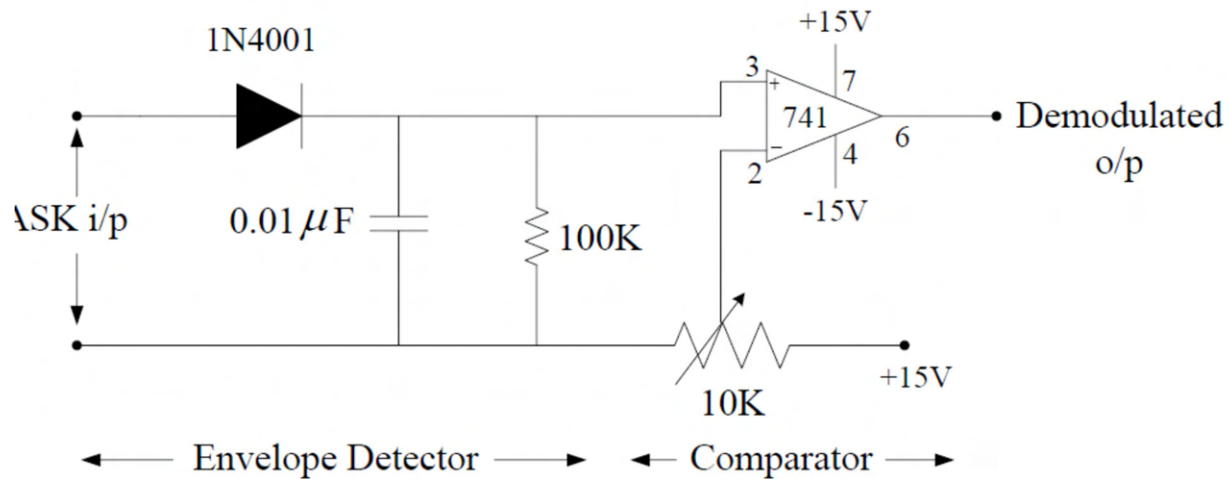 1N4001
+15V
3
7
+
741
6
Demodulated
o/p
−
2
4
-15V
ASK i/p
0.01 μF
100K
10K
+15V
Envelope Detector
Comparator